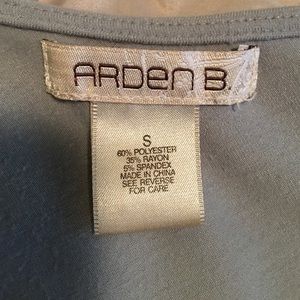 ARDEN B.
S
60% POLYESTER
35% RAYON
5% SPANDEX
MADE IN CHINA
SEE REVERSE
FOR CARE